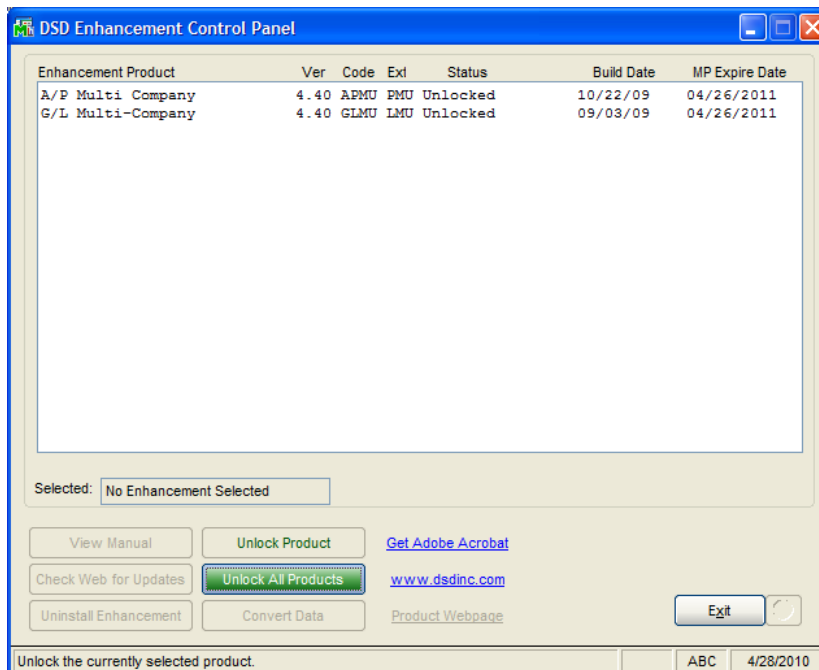 DSD Enhancement Control Panel
Enhancement Product Ver Code Ext Status Build Date MP Expire Date
A/P Multi Company 4.40 APMU PMU Unlocked 10/22/09 04/26/2011
G/L Multi-Company 4.40 GLMU LMU Unlocked 09/03/09 04/26/2011
Selected: No Enhancement Selected
View Manual Unlock Product Get Adobe Acrobat
Check Web for Updates Unlock All Products www.dsdinc.com
Uninstall Enhancement Convert Data Product Webpage Exit
Unlock the currently selected product. ABC 4/28/2010